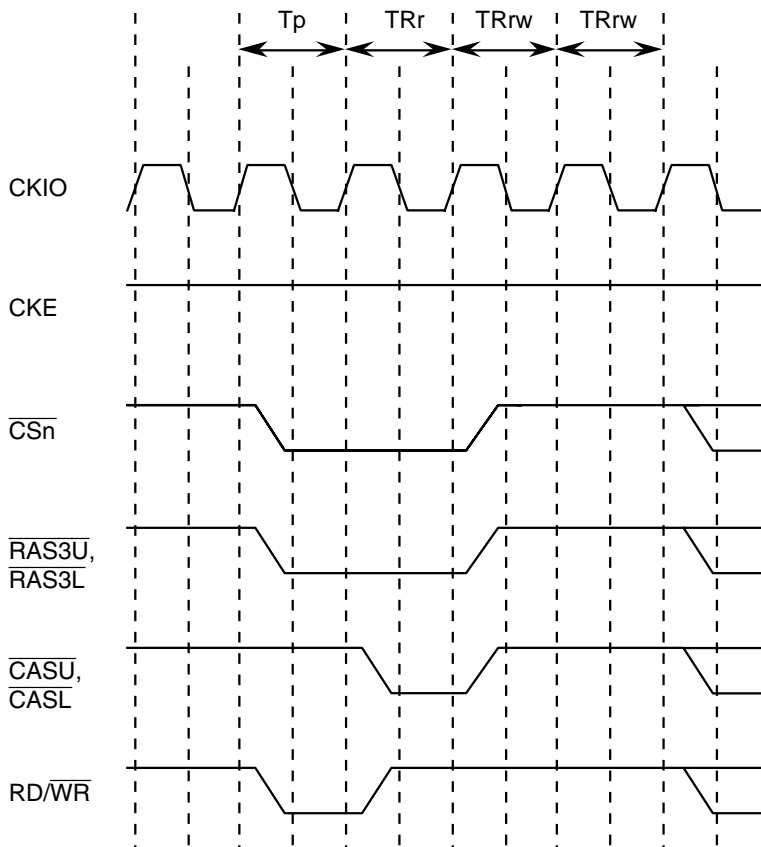 Tp TRr TRrw TRrw
CKIO
CKE
CSn
RAS3U,
RAS3L
CASU,
CASL
RD/WR